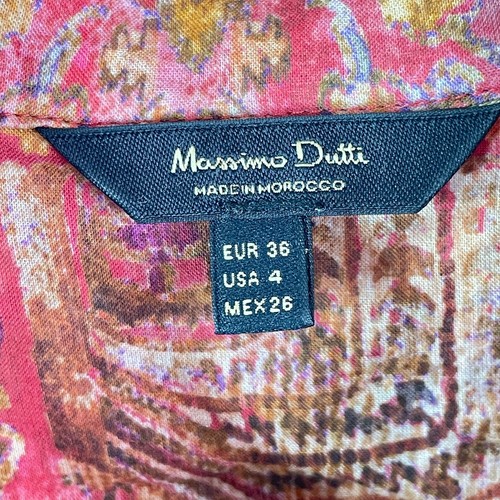 Massimo Dutti
MADE IN MOROCCO
EUR 36
USA 4
MEX 26